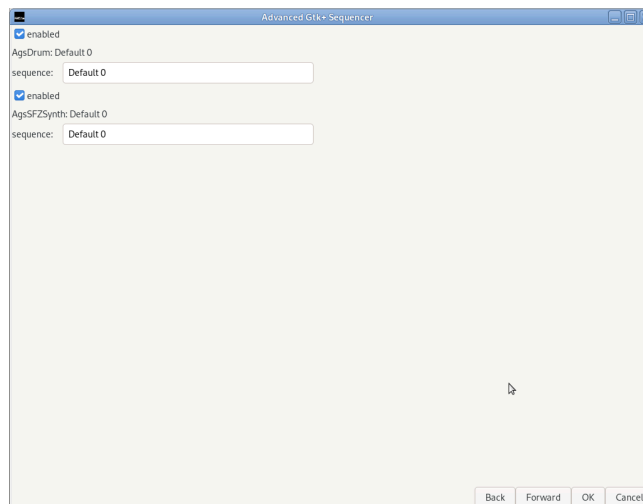 Advanced Gtk+ Sequencer
enabled
AgsDrum: Default 0
sequence: Default 0
enabled
AgsSFZSynth: Default 0
sequence: Default 0
Back Forward OK Cancel